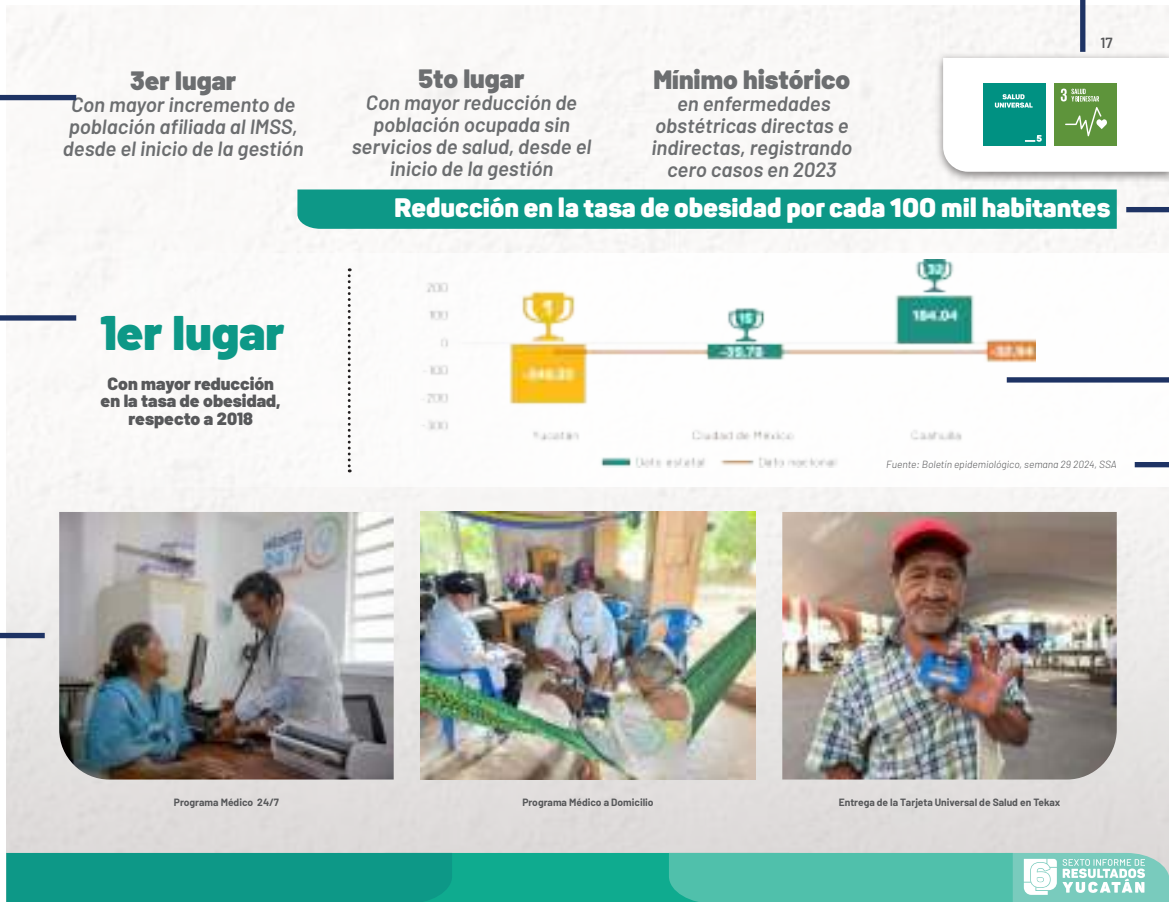 17
3er lugar
Con mayor incremento de
población afiliada al IMSS,
desde el inicio de la gestión
5to lugar
Con mayor reducción de
población ocupada sin
servicios de salud, desde el
inicio de la gestión
Mínimo histórico
en enfermedades
obstétricas directas e
indirectas, registrando
cero casos en 2023
SALUD
UNIVERSAL
5
3 SALUD
Y BIENESTAR
Reducción en la tasa de obesidad por cada 100 mil habitantes
1er lugar
Con mayor reducción
en la tasa de obesidad,
respecto a 2018
200
100
0
-100
-200
-300
1
15
32
-35.78
184.04
-32.94
Yucatán
Ciudad de México
Coahuila
Dato estatal
Dato nacional
Fuente: Boletín epidemiológico, semana 29 2024, SSA
24/7
Programa Médico 24/7
Programa Médico a Domicilio
Entrega de la Tarjeta Universal de Salud en Tekax
6
SEXTO INFORME DE
RESULTADOS
YUCATÁN